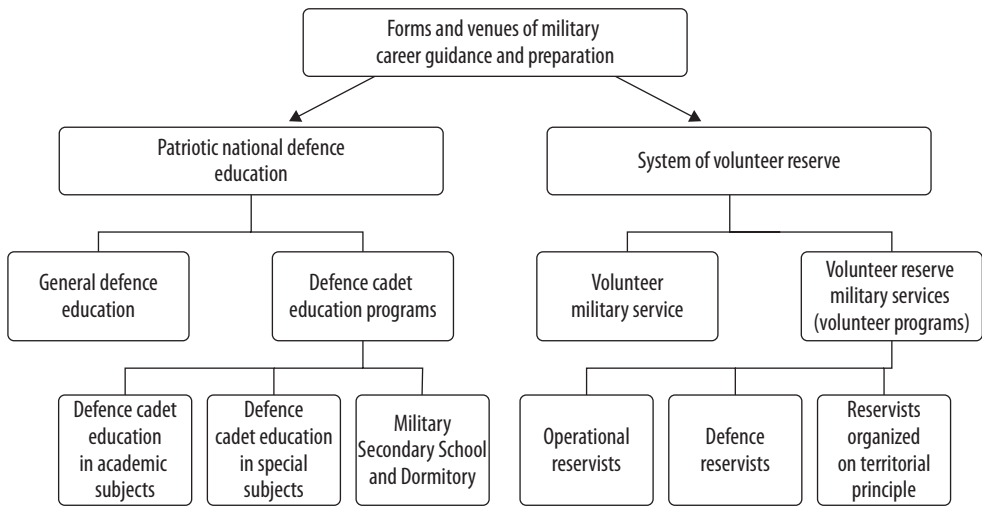 Forms and venues of military
career guidance and preparation
Patriotic national defence
education
System of volunteer reserve
General defence
education
Defence cadet
education programs
Volunteer
military service
Volunteer reserve
military services
(volunteer programs)
Defence cadet
education
in academic
subjects
Defence
cadet education
in special
subjects
Military
Secondary School
and Dormitory
Operational
reservists
Defence
reservists
Reservists
organized
on territorial
principle